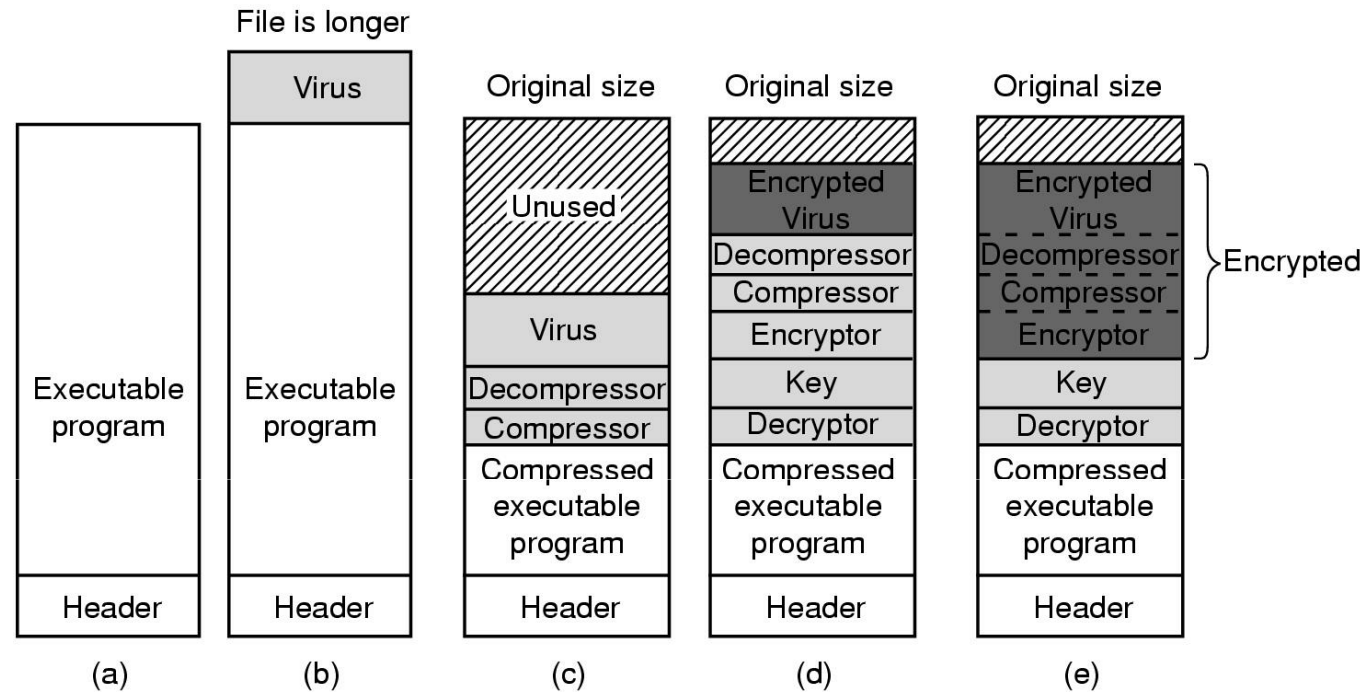 File is longer
Virus
Executable
program
Header
(a)
Executable
program
Header
(b)
Original size
Unused
Virus
Decompressor
Compressor
Compressed
executable
program
Header
(c)
Original size
Encrypted
Virus
Decompressor
Compressor
Encryptor
Key
Decryptor
Compressed
executable
program
Header
(d)
Original size
Encrypted
Virus
Decompressor
Compressor
Encryptor
Key
Decryptor
Compressed
executable
program
Header
(e)
Encrypted